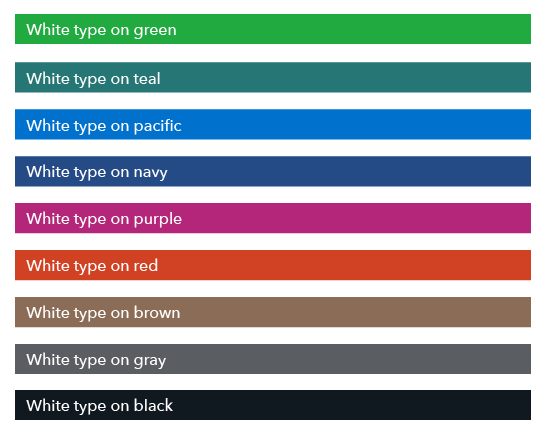 White type on green
White type on teal
White type on pacific
White type on navy
White type on purple
White type on red
White type on brown
White type on gray
White type on black